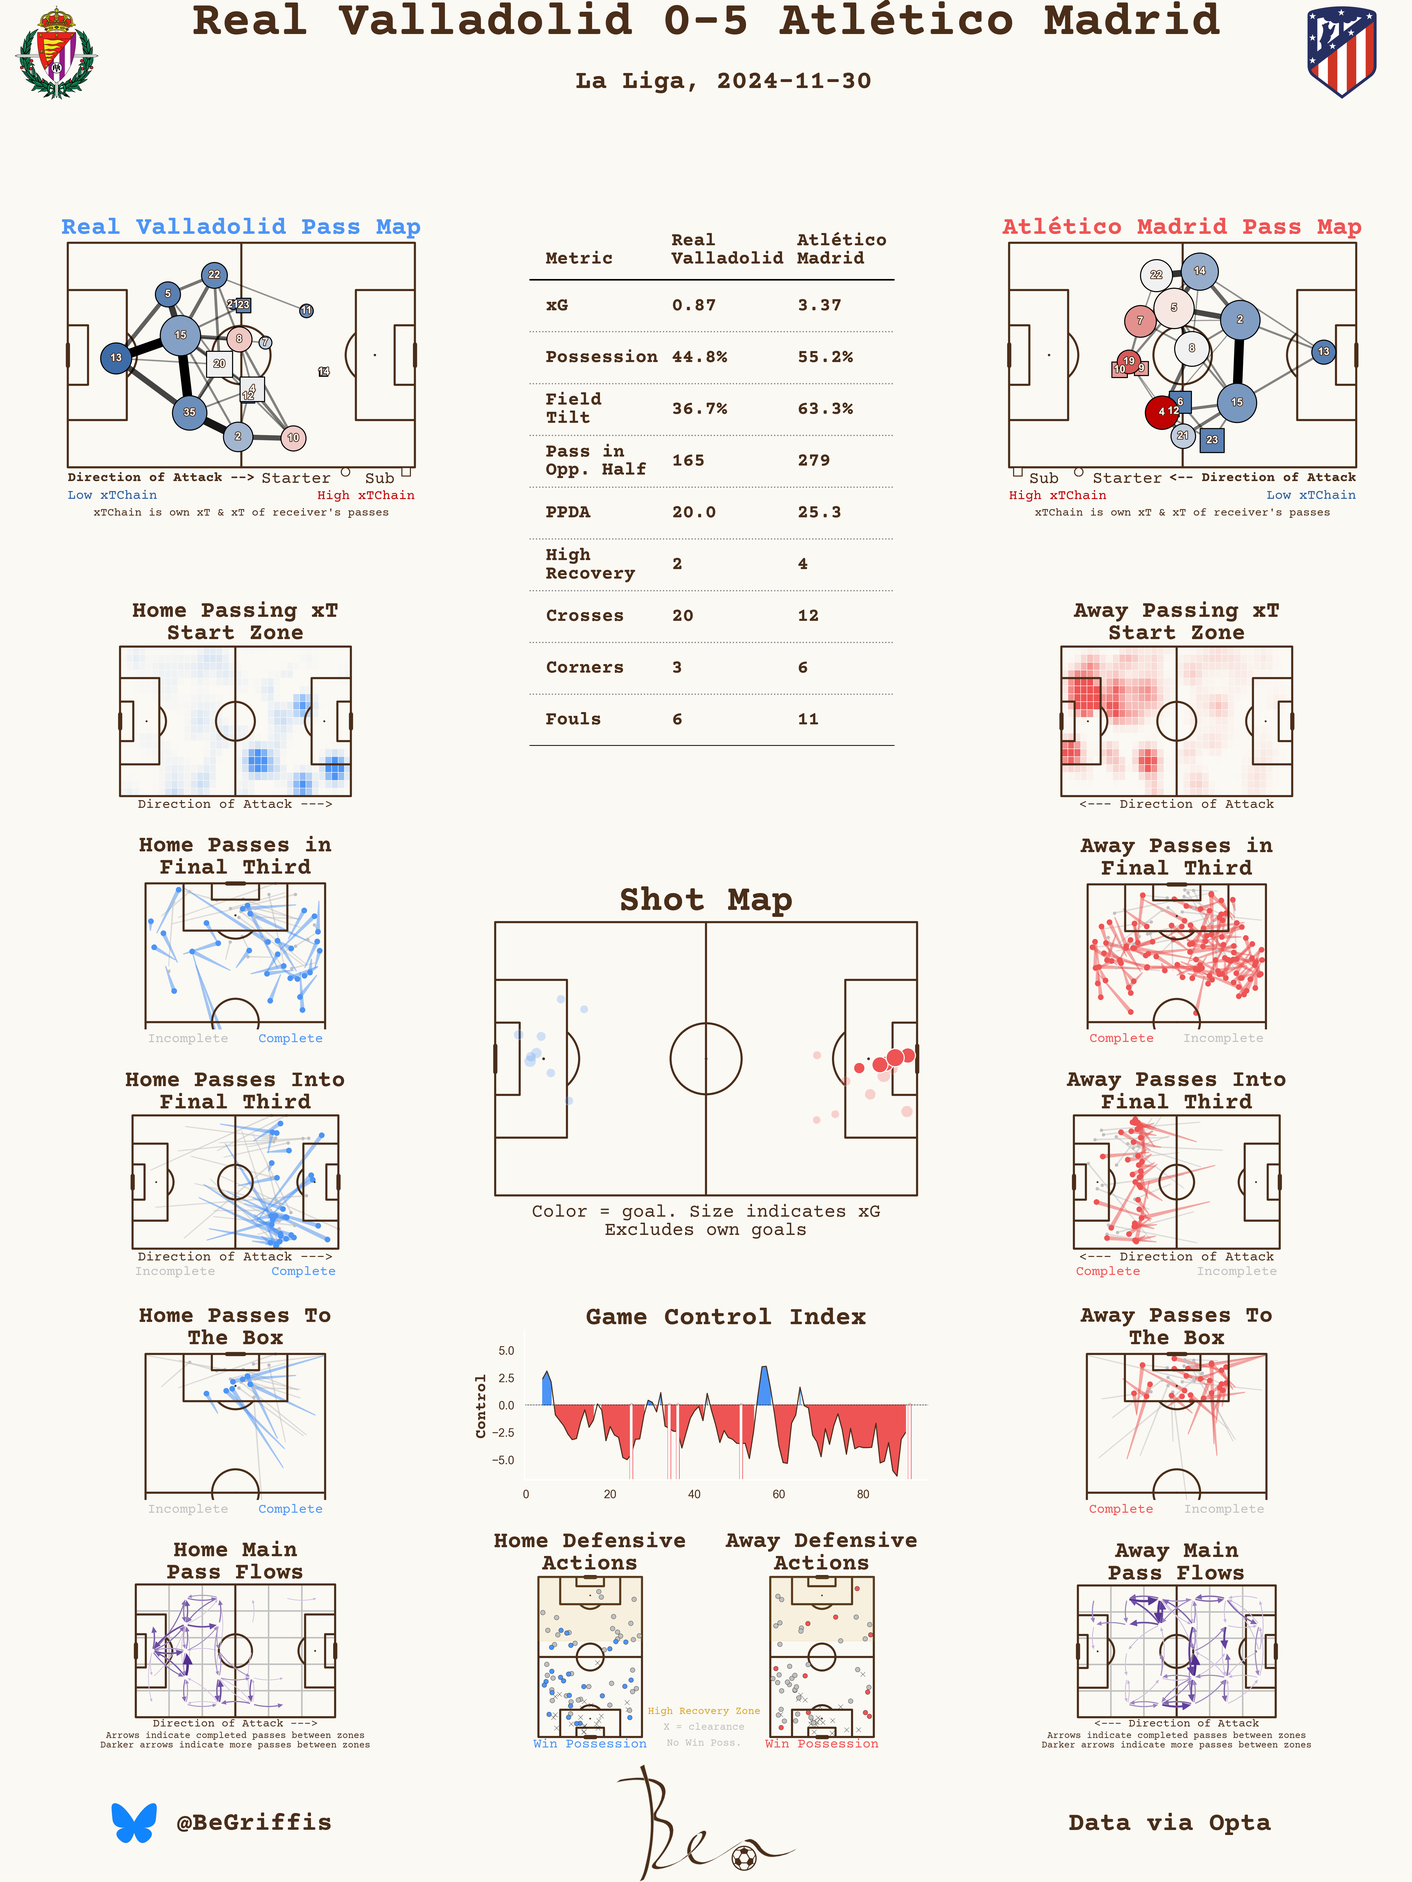 Real Valladolid 0-5 Atlético Madrid
La Liga, 2024-11-30
Real Valladolid Pass Map
22
5
23
11
15
8
7
13
20
14
4
12
35
2
10
Direction of Attack --> Starter Sub
Low xTChain High xTChain
xTChain is own xT & xT of receiver's passes
Metric Real Valladolid Atlético Madrid
xG 0.87 3.37
Possession 44.8% 55.2%
Field Tilt 36.7% 63.3%
Pass in Opp. Half 165 279
PPDA 20.0 25.3
High Recovery 2 4
Crosses 20 12
Corners 3 6
Fouls 6 11
Atlético Madrid Pass Map
22
14
5
7
2
8
13
19
10
9
6
4
12
15
21
23
Sub Starter <-- Direction of Attack
High xTChain Low xTChain
xTChain is own xT & xT of receiver's passes
Home Passing xT
Start Zone
Direction of Attack --->
Away Passing xT
Start Zone
<--- Direction of Attack
Home Passes in
Final Third
Incomplete Complete
Away Passes in
Final Third
Complete Incomplete
Shot Map
Color = goal. Size indicates xG
Excludes own goals
Home Passes Into
Final Third
Direction of Attack --->
Incomplete Complete
Away Passes Into
Final Third
<--- Direction of Attack
Complete Incomplete
Home Passes To
The Box
Incomplete Complete
Game Control Index
Control
5.0
2.5
0.0
−2.5
−5.0
0 20 40 60 80
Away Passes To
The Box
Complete Incomplete
Home Main
Pass Flows
Direction of Attack --->
Arrows indicate completed passes between zones
Darker arrows indicate more passes between zones
Home Defensive
Actions
Win Possession
High Recovery Zone
X = clearance
No Win Poss.
Away Defensive
Actions
Win Possession
Away Main
Pass Flows
<--- Direction of Attack
Arrows indicate completed passes between zones
Darker arrows indicate more passes between zones
@BeGriffis
Ben
Data via Opta